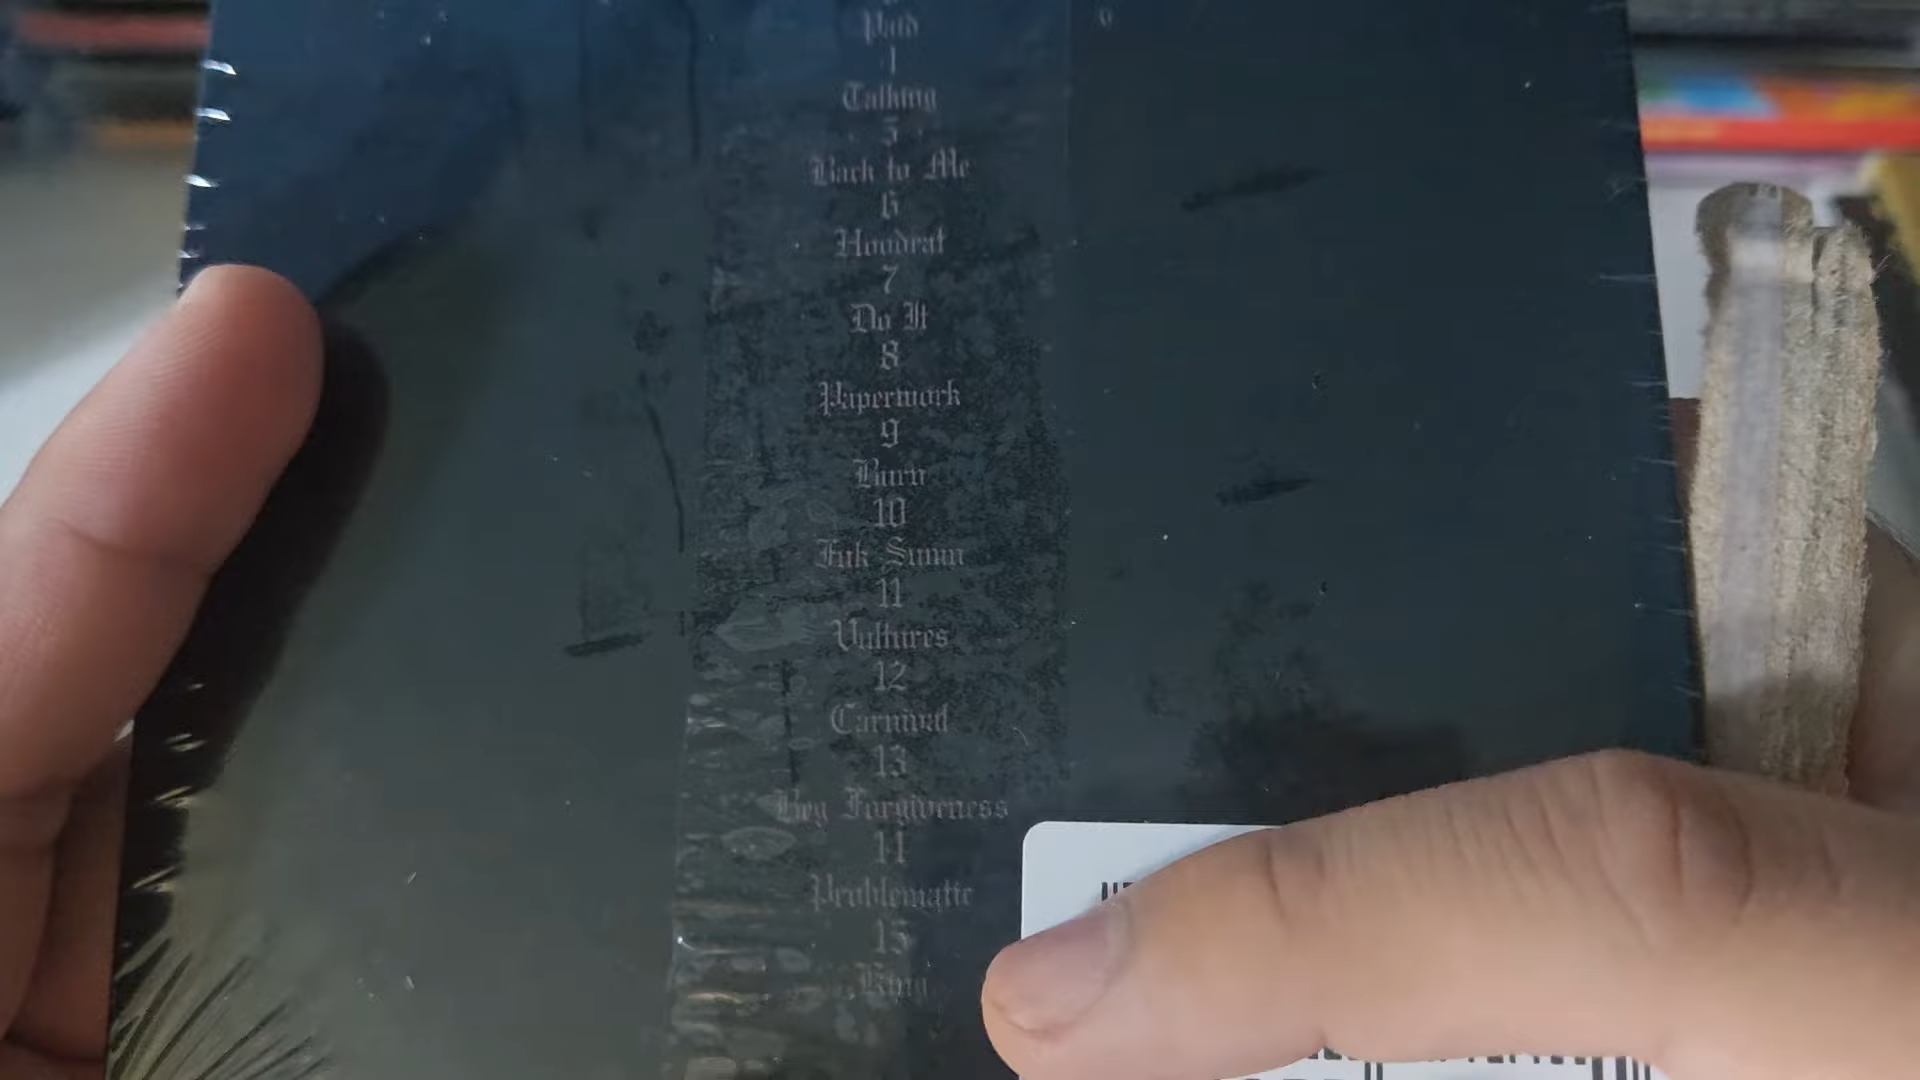 Paid
4
Talking
5
Back to Me
6
Hoodrat
7
Do It
8
Paperwork
9
Burn
10
Fuk Sumn
11
Vultures
12
Carnival
13
Beg Forgiveness
14
Problematic
15
King